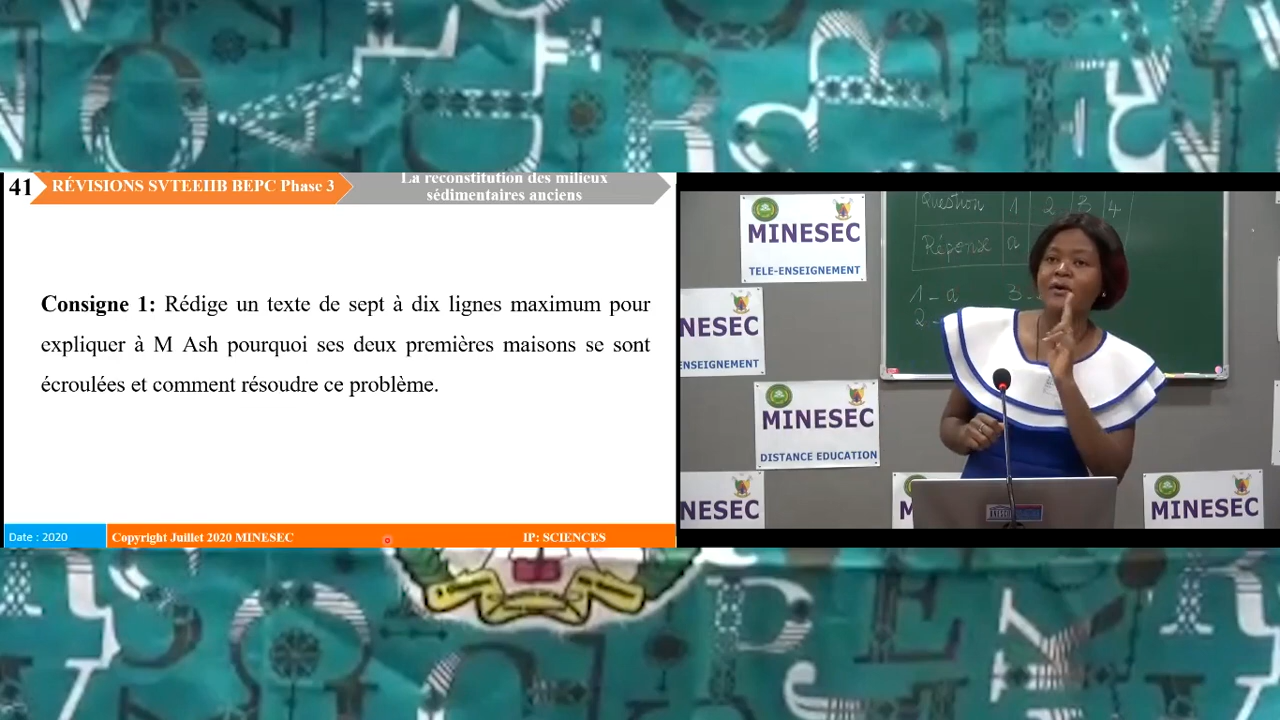 41
RÉVISIONS SVTEEHB BEPC Phase 3
La reconstitution des milieux
sédimentaires anciens
Consigne 1: Rédige un texte de sept à dix lignes maximum pour
expliquer à M Ash pourquoi ses deux premières maisons se sont
écroulées et comment résoudre ce problème.
Date : 2020
Copyright Juillet 2020 MINESEC
IP: SCIENCES
MINESEC
TELE-ENSEIGNEMENT
NESEC
ENSEIGNEMENT
MINESEC
DISTANCE EDUCATION
NESEC
M
MINESEC
Question 1 2 3 4
Réponse a
1 - a 3 -
2 -